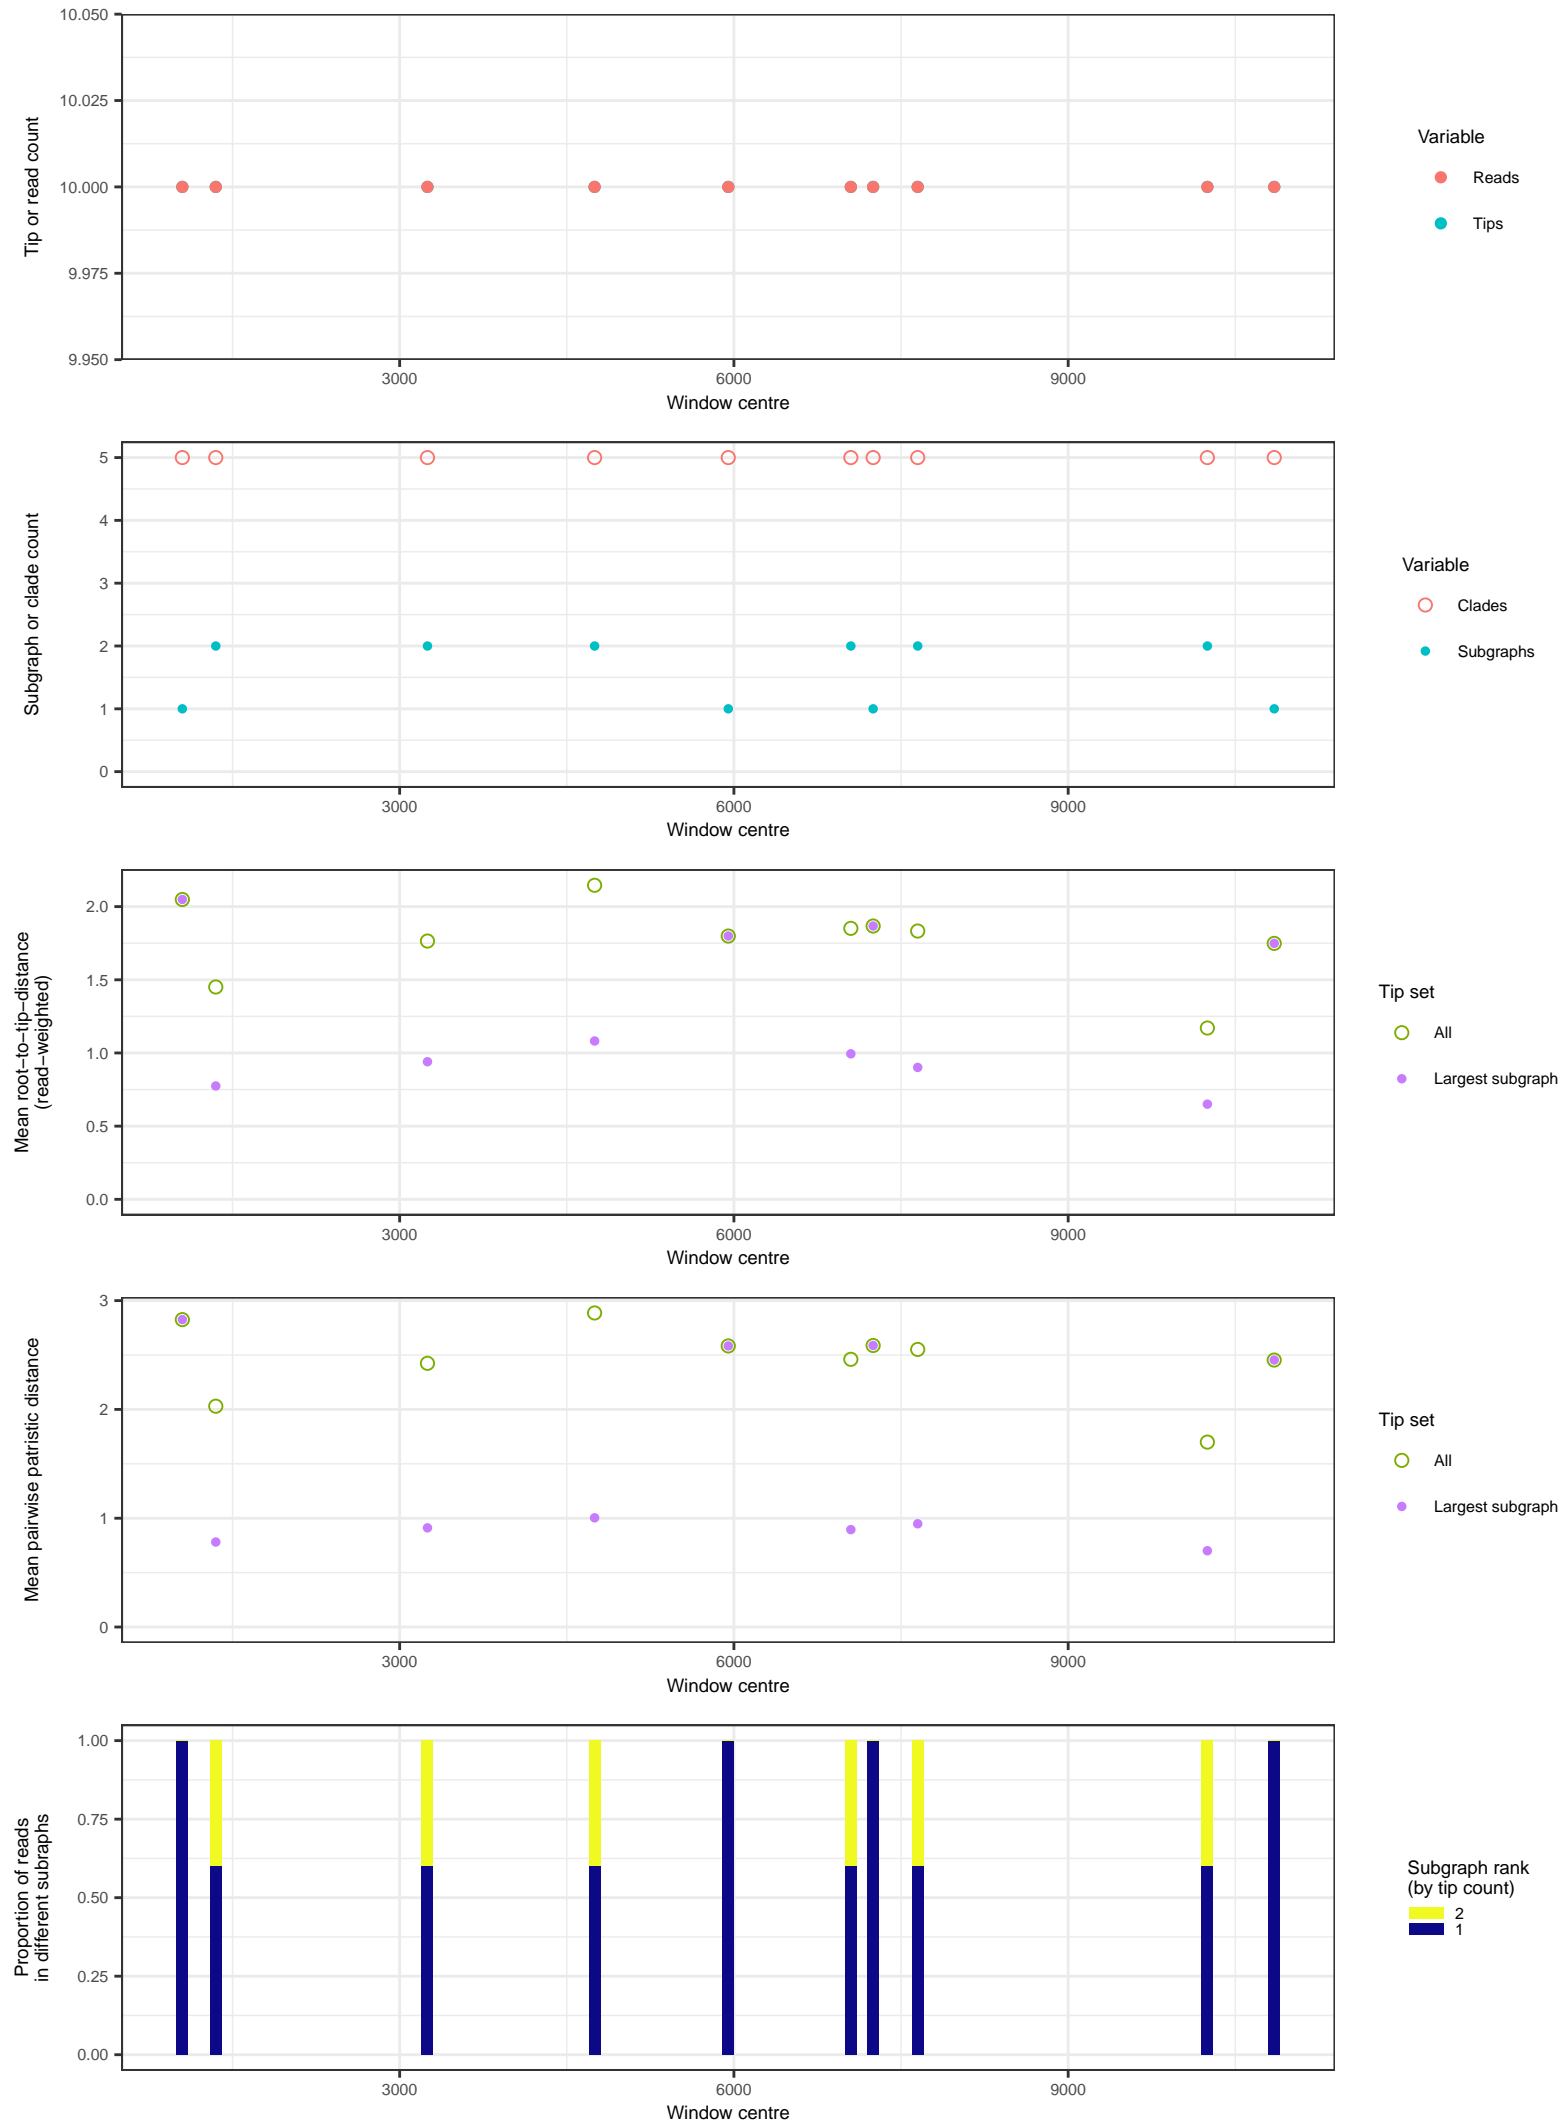 10.050
10.025
10.000
9.975
9.950
Tip or read count
3000 6000 9000
Window centre
Variable
Reads
Tips
5
4
3
2
1
0
Subgraph or clade count
3000 6000 9000
Window centre
Variable
Clades
Subgraphs
2.0
1.5
1.0
0.5
0.0
Mean root−to−tip−distance
(read−weighted)
3000 6000 9000
Window centre
Tip set
All
Largest subgraph
3
2
1
0
Mean pairwise patristic distance
3000 6000 9000
Window centre
Tip set
All
Largest subgraph
1.00
0.75
0.50
0.25
0.00
Proportion of reads
in different subraphs
3000 6000 9000
Window centre
Subgraph rank
(by tip count)
2
1